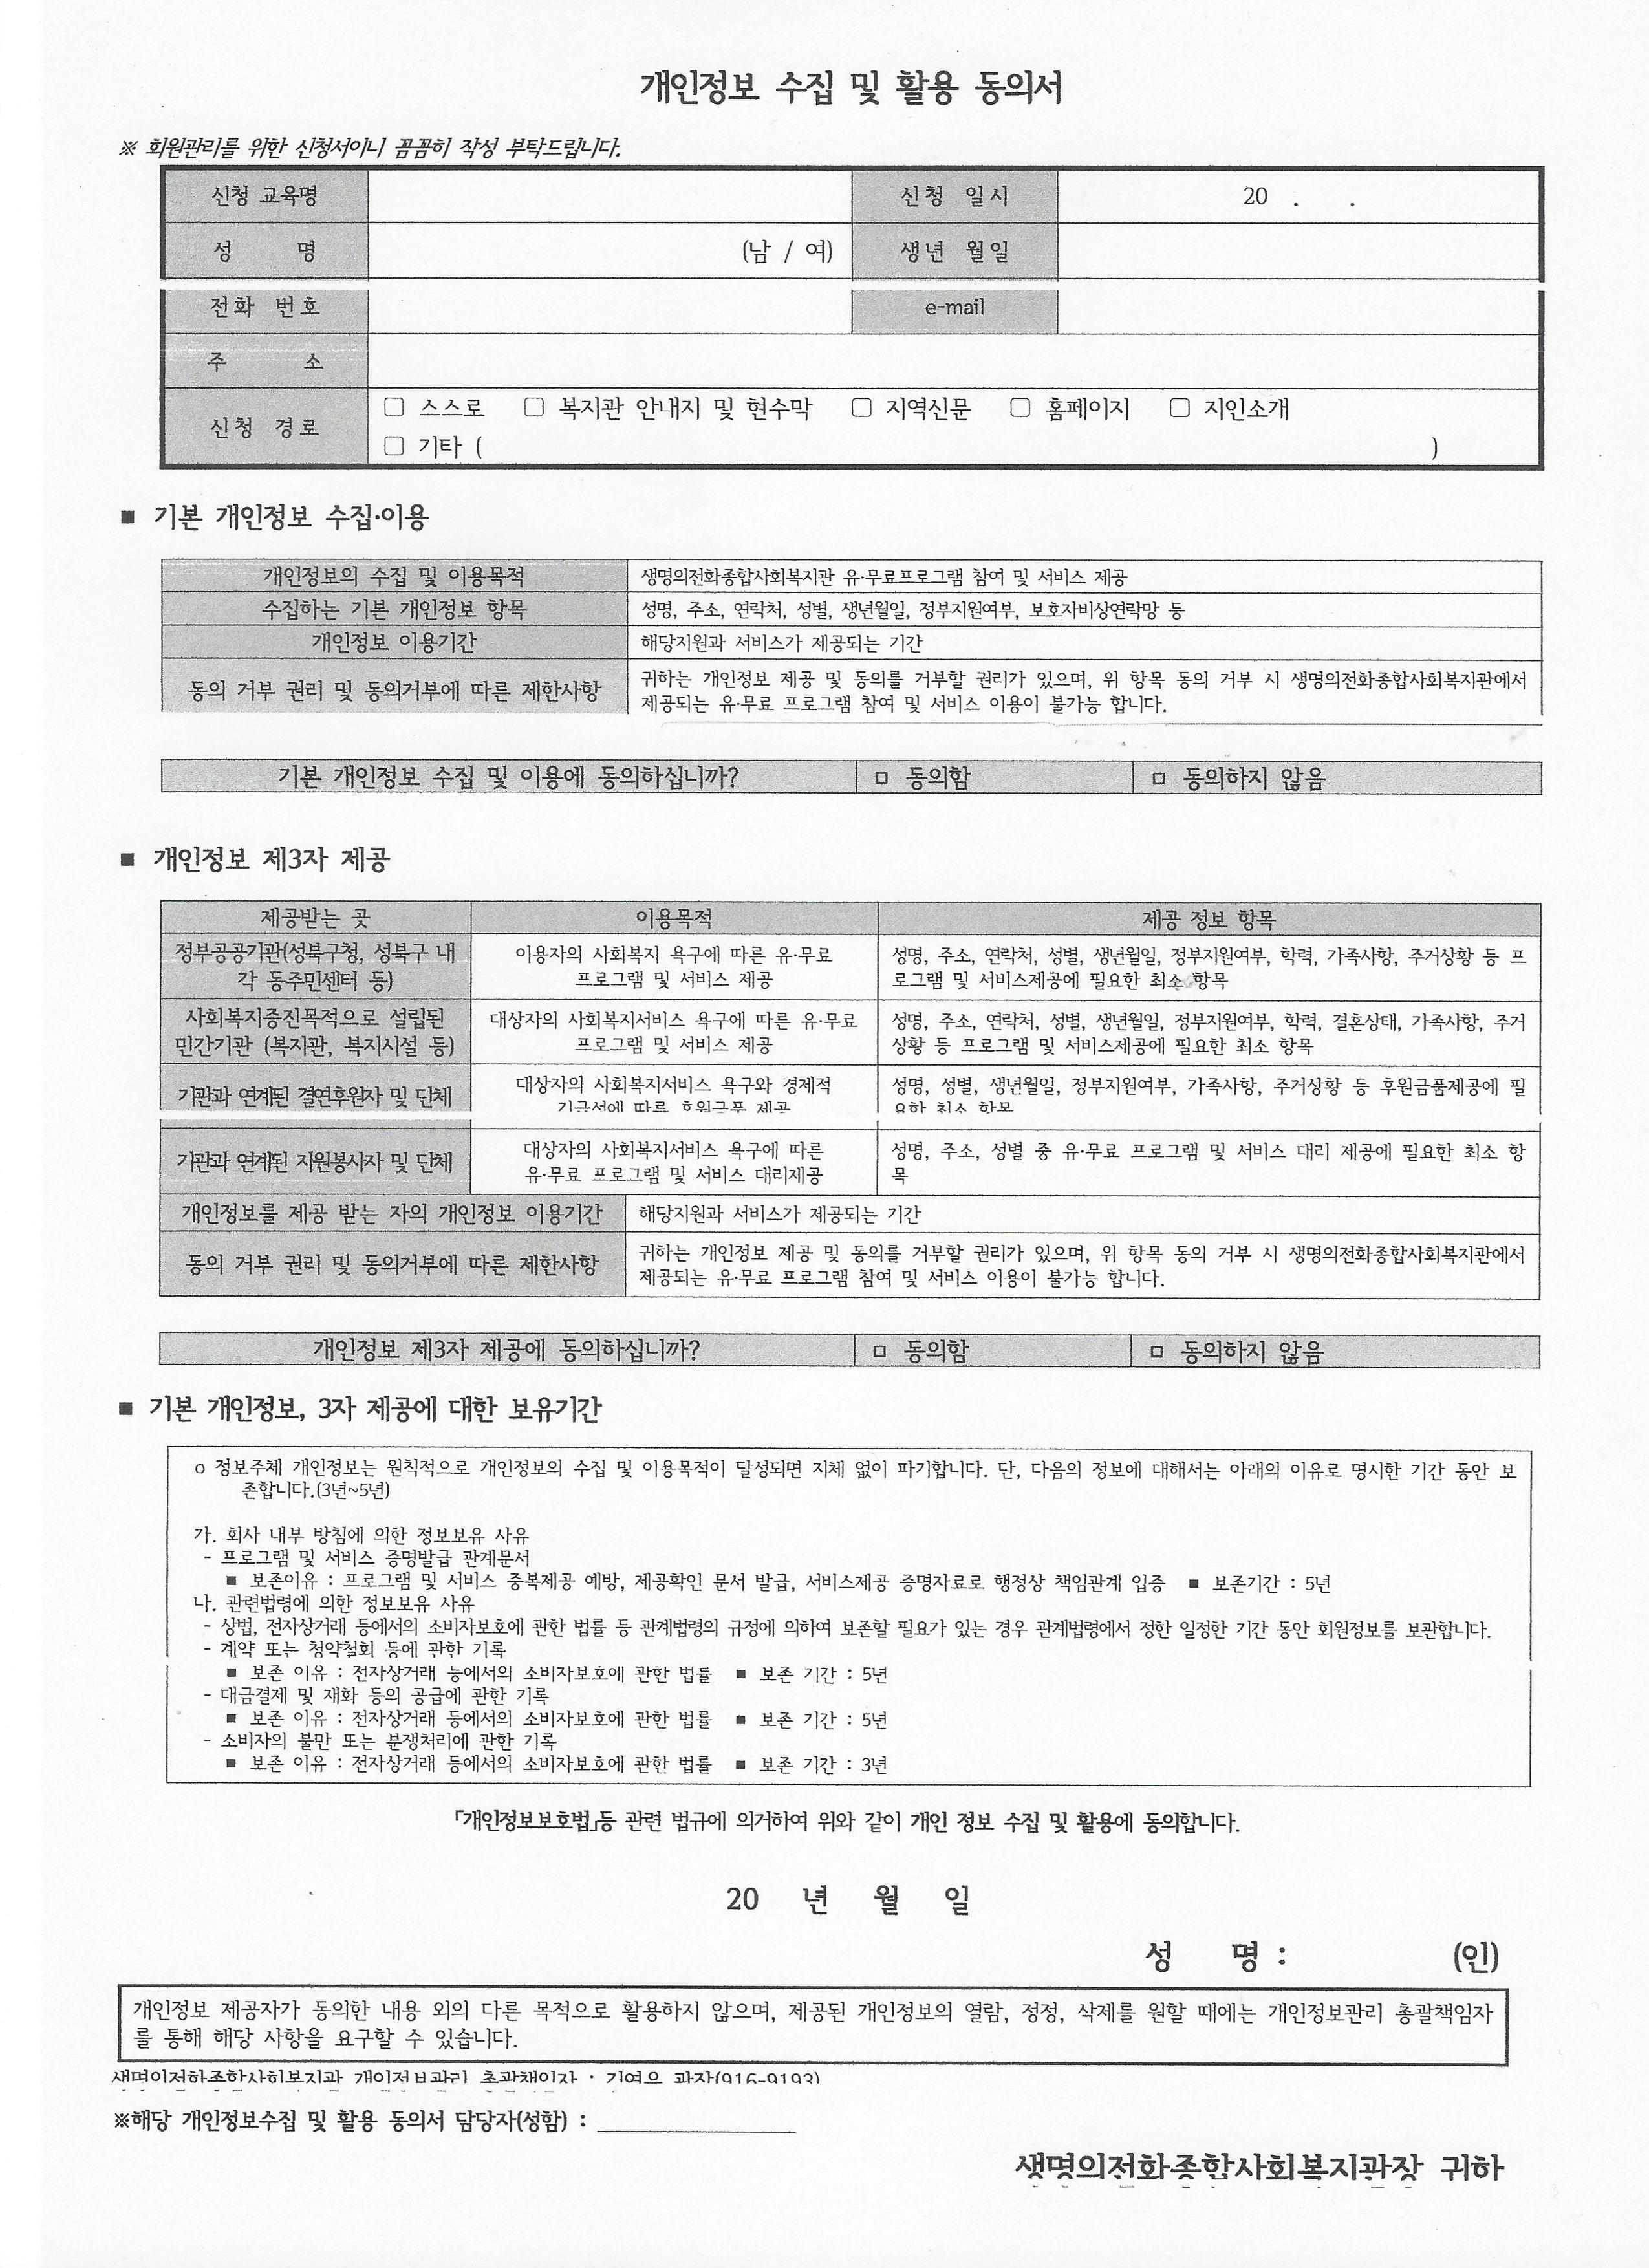 개인정보 수집 및 활용 동의서
※ 회원관리를 위한 신청서이니 꼼꼼히 작성 부탁드립니다.
신청 교육명 신청 일시 20 . .
성 명 (남 / 여) 생년 월일
전화 번호 e-mail
주 소
신청 경로
▢ 스스로 ▢ 복지관 안내지 및 현수막 ▢ 지역신문 ▢ 홈페이지 ▢ 지인소개
▢ 기타 ( )
■ 기본 개인정보 수집·이용
개인정보의 수집 및 이용목적 생명의전화종합사회복지관 유·무료프로그램 참여 및 서비스 제공
수집하는 기본 개인정보 항목 성명, 주소, 연락처, 성별, 생년월일, 정부지원여부, 보호자비상연락망 등
개인정보 이용기간 해당지원과 서비스가 제공되는 기간
동의 거부 권리 및 동의거부에 따른 제한사항
귀하는 개인정보 제공 및 동의를 거부할 권리가 있으며, 위 항목 동의 거부 시 생명의전화종합사회복지관에서
제공되는 유·무료 프로그램 참여 및 서비스 이용이 불가능 합니다.
기본 개인정보 수집 및 이용에 동의하십니까? ㅁ 동의함 ㅁ 동의하지 않음
■ 개인정보 제3자 제공
제공받는 곳 이용목적 제공 정보 항목
정부공공기관(성북구청, 성북구 내
각 동주민센터 등)
이용자의 사회복지 욕구에 따른 유·무료
프로그램 및 서비스 제공
성명, 주소, 연락처, 성별, 생년월일, 정부지원여부, 학력, 가족사항, 주거상황 등 프
로그램 및 서비스제공에 필요한 최소 항목
사회복지증진목적으로 설립된
민간기관 (복지관, 복지시설 등)
대상자의 사회복지서비스 욕구에 따른 유·무료
프로그램 및 서비스 제공
성명, 주소, 연락처, 성별, 생년월일, 정부지원여부, 학력, 결혼상태, 가족사항, 주거
상황 등 프로그램 및 서비스제공에 필요한 최소 항목
기관과 연계된 결연후원자 및 단체
대상자의 사회복지서비스 욕구와 경제적
긴급성에 따른 후원금품 제공
성명, 성별, 생년월일, 정부지원여부, 가족사항, 주거상황 등 후원금품제공에 필
요한 최소 항목
기관과 연계된 자원봉사자 및 단체
대상자의 사회복지서비스 욕구에 따른
유·무료 프로그램 및 서비스 대리제공
성명, 주소, 성별 중 유·무료 프로그램 및 서비스 대리 제공에 필요한 최소 항
목
개인정보를 제공 받는 자의 개인정보 이용기간 해당지원과 서비스가 제공되는 기간
동의 거부 권리 및 동의거부에 따른 제한사항
귀하는 개인정보 제공 및 동의를 거부할 권리가 있으며, 위 항목 동의 거부 시 생명의전화종합사회복지관에서
제공되는 유·무료 프로그램 참여 및 서비스 이용이 불가능 합니다.
개인정보 제3자 제공에 동의하십니까? ㅁ 동의함 ㅁ 동의하지 않음
■ 기본 개인정보, 3자 제공에 대한 보유기간
o 정보주체 개인정보는 원칙적으로 개인정보의 수집 및 이용목적이 달성되면 지체 없이 파기합니다. 단, 다음의 정보에 대해서는 아래의 이유로 명시한 기간 동안 보
존합니다.(3년~5년)
가. 회사 내부 방침에 의한 정보보유 사유
- 프로그램 및 서비스 증명발급 관계문서
■ 보존이유 : 프로그램 및 서비스 중복제공 예방, 제공확인 문서 발급, 서비스제공 증명자료로 행정상 책임관계 입증 ■ 보존기간 : 5년
나. 관련법령에 의한 정보보유 사유
- 상법, 전자상거래 등에서의 소비자보호에 관한 법률 등 관계법령의 규정에 의하여 보존할 필요가 있는 경우 관계법령에서 정한 일정한 기간 동안 회원정보를 보관합니다.
- 계약 또는 청약철회 등에 관한 기록
■ 보존 이유 : 전자상거래 등에서의 소비자보호에 관한 법률 ■ 보존 기간 : 5년
- 대금결제 및 재화 등의 공급에 관한 기록
■ 보존 이유 : 전자상거래 등에서의 소비자보호에 관한 법률 ■ 보존 기간 : 5년
- 소비자의 불만 또는 분쟁처리에 관한 기록
■ 보존 이유 : 전자상거래 등에서의 소비자보호에 관한 법률 ■ 보존 기간 : 3년
「개인정보보호법」등 관련 법규에 의거하여 위와 같이 개인 정보 수집 및 활용에 동의합니다.
20 년 월 일
성 명 : (인)
개인정보 제공자가 동의한 내용 외의 다른 목적으로 활용하지 않으며, 제공된 개인정보의 열람, 정정, 삭제를 원할 때에는 개인정보관리 총괄책임자
를 통해 해당 사항을 요구할 수 있습니다.
생명의전화종합사회복지관 개인정보관리 총괄책임자 :
※해당 개인정보수집 및 활용 동의서 담당자(성함) :
생명의전화종합사회복지관장 귀하